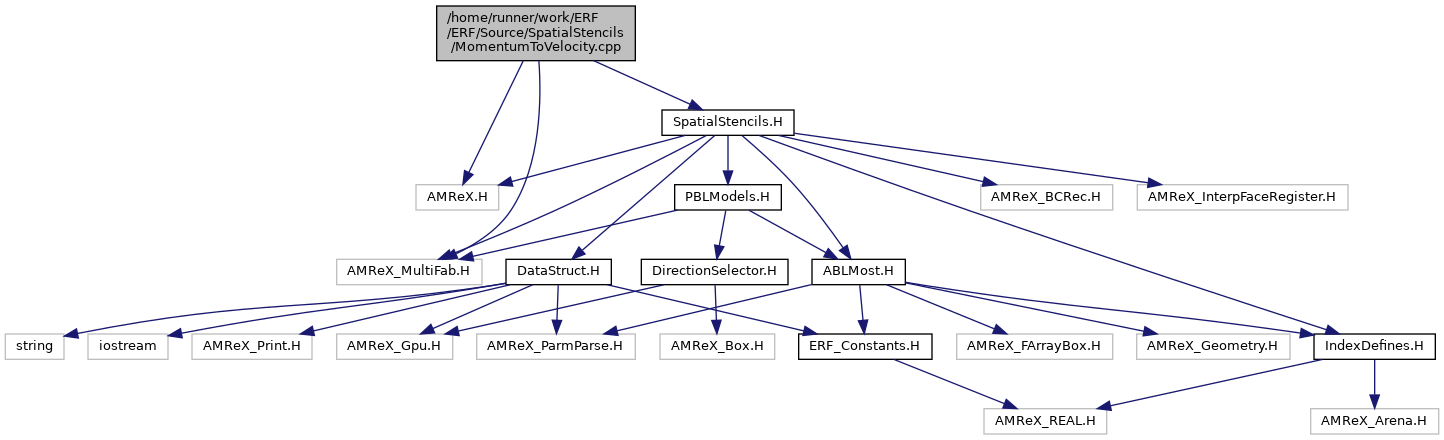 /home/runner/work/ERF
/ERF/Source/SpatialStencils
/MomentumToVelocity.cpp
SpatialStencils.H
AMReX.H
PBLModels.H
AMReX_BCRec.H
AMReX_InterpFaceRegister.H
AMReX_MultiFab.H
DataStruct.H
DirectionSelector.H
ABLMost.H
string
iostream
AMReX_Print.H
AMReX_Gpu.H
AMReX_ParmParse.H
AMReX_Box.H
ERF_Constants.H
AMReX_FArrayBox.H
AMReX_Geometry.H
IndexDefines.H
AMReX_REAL.H
AMReX_Arena.H